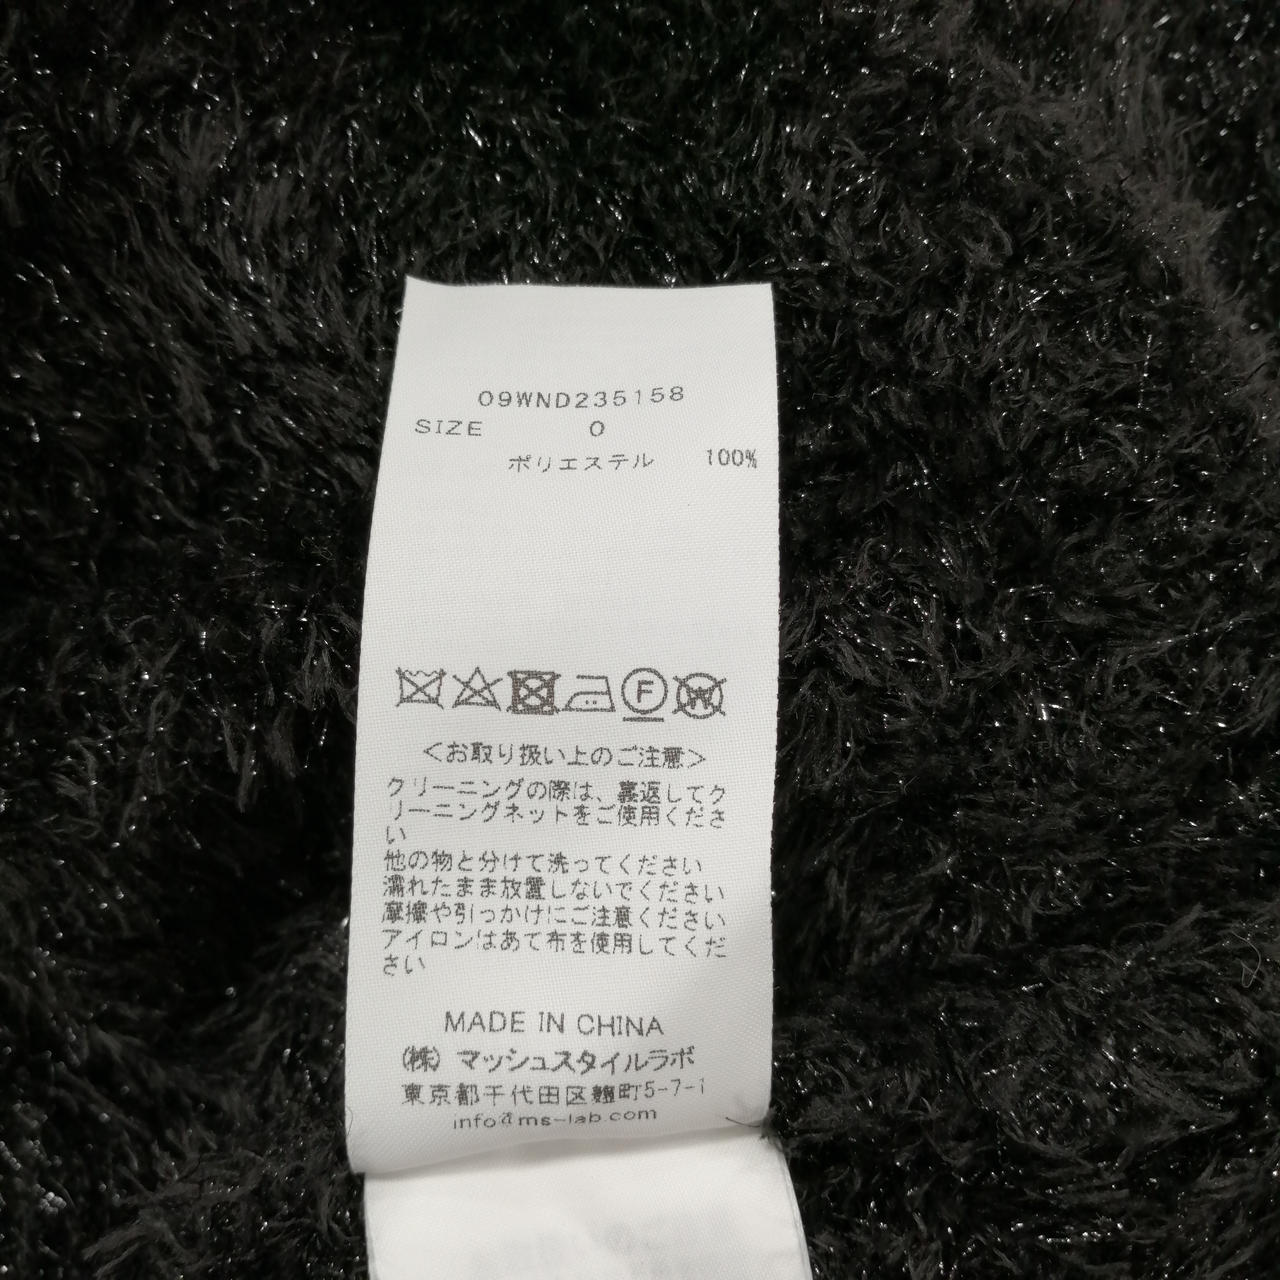 09WND235158
SIZE 0
ポリエステル 100%
F W
<お取り扱い上のご注意>
クリーニングの際は、裏返してク
リーニングネットをご使用くださ
い
他の物と分けて洗ってください
濡れたまま放置しないでください
摩擦や引っかけにご注意ください
アイロンはあて布を使用してくだ
さい
MADE IN CHINA
(株) マッシュスタイルラボ
東京都千代田区麹町5-7-1
info@ms-lab.com